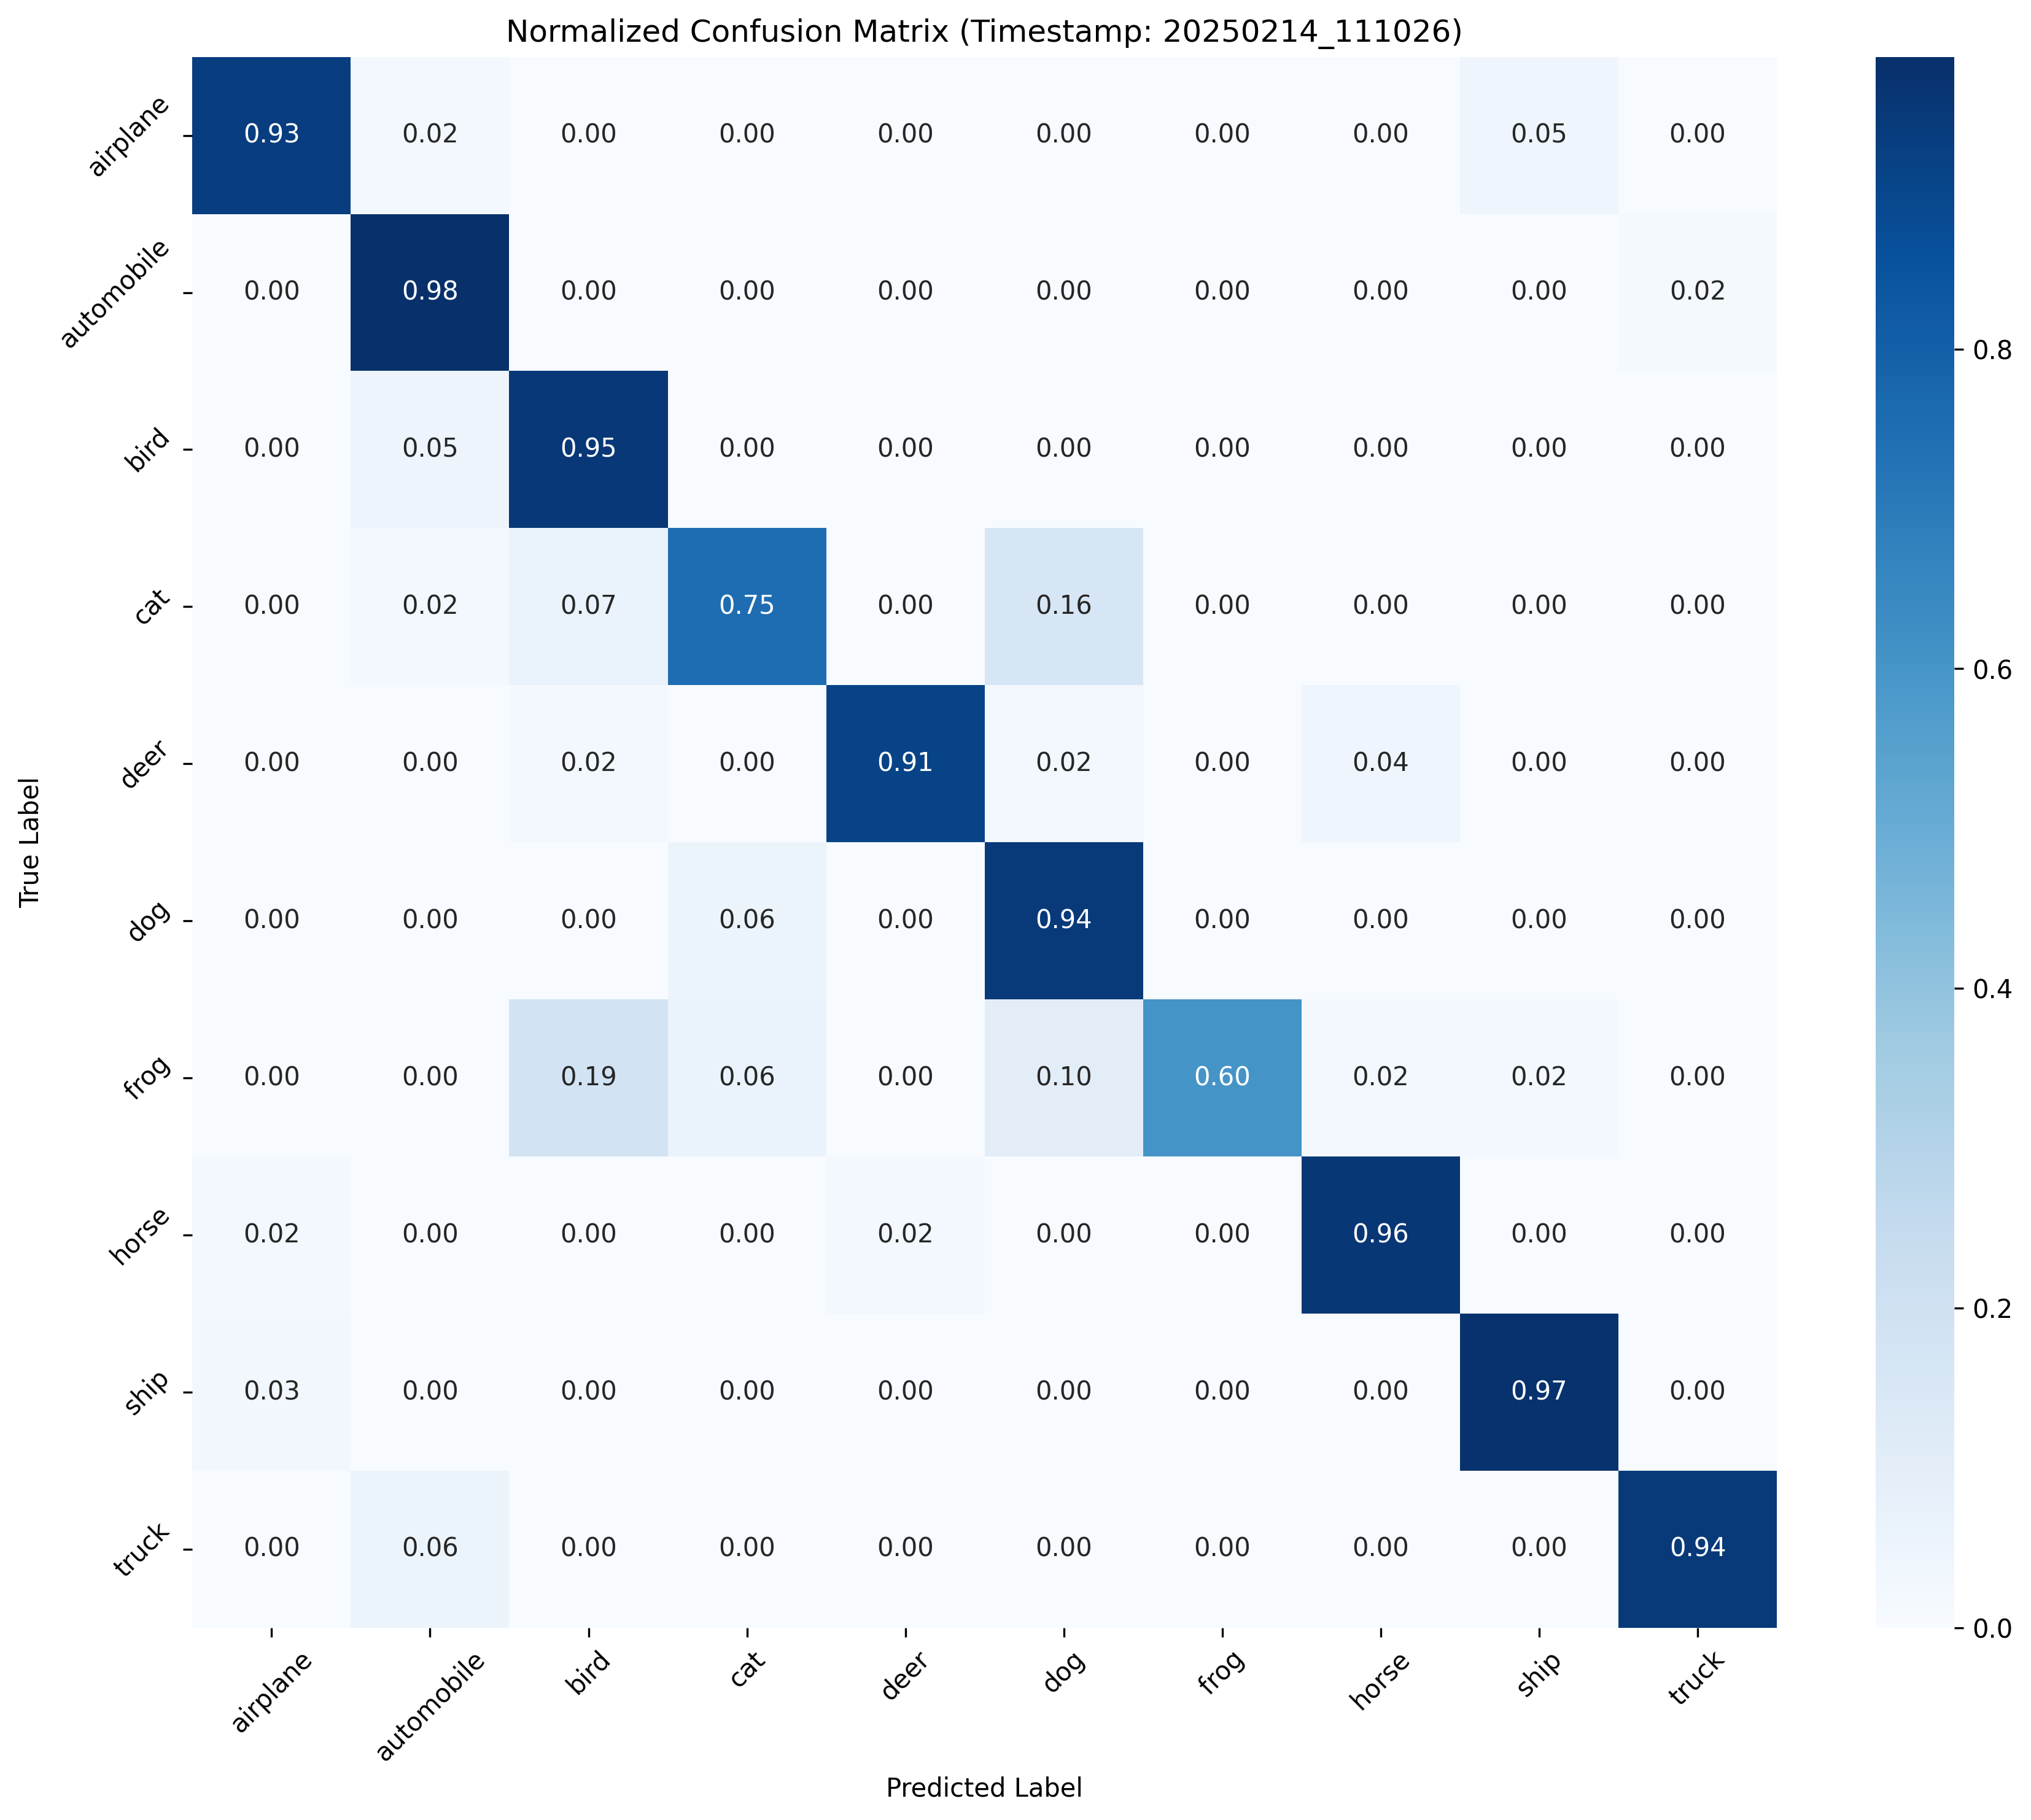 Normalized Confusion Matrix (Timestamp: 20250214_111026)
airplane 0.93 0.02 0.00 0.00 0.00 0.00 0.00 0.00 0.05 0.00
automobile 0.00 0.98 0.00 0.00 0.00 0.00 0.00 0.00 0.00 0.02
bird 0.00 0.05 0.95 0.00 0.00 0.00 0.00 0.00 0.00 0.00
cat 0.00 0.02 0.07 0.75 0.00 0.16 0.00 0.00 0.00 0.00
deer 0.00 0.00 0.02 0.00 0.91 0.02 0.00 0.04 0.00 0.00
dog 0.00 0.00 0.00 0.06 0.00 0.94 0.00 0.00 0.00 0.00
frog 0.00 0.00 0.19 0.06 0.00 0.10 0.60 0.02 0.02 0.00
horse 0.02 0.00 0.00 0.00 0.02 0.00 0.00 0.96 0.00 0.00
ship 0.03 0.00 0.00 0.00 0.00 0.00 0.00 0.00 0.97 0.00
truck 0.00 0.06 0.00 0.00 0.00 0.00 0.00 0.00 0.00 0.94
airplane automobile bird cat deer dog frog horse ship truck
True Label
Predicted Label
0.8
0.6
0.4
0.2
0.0